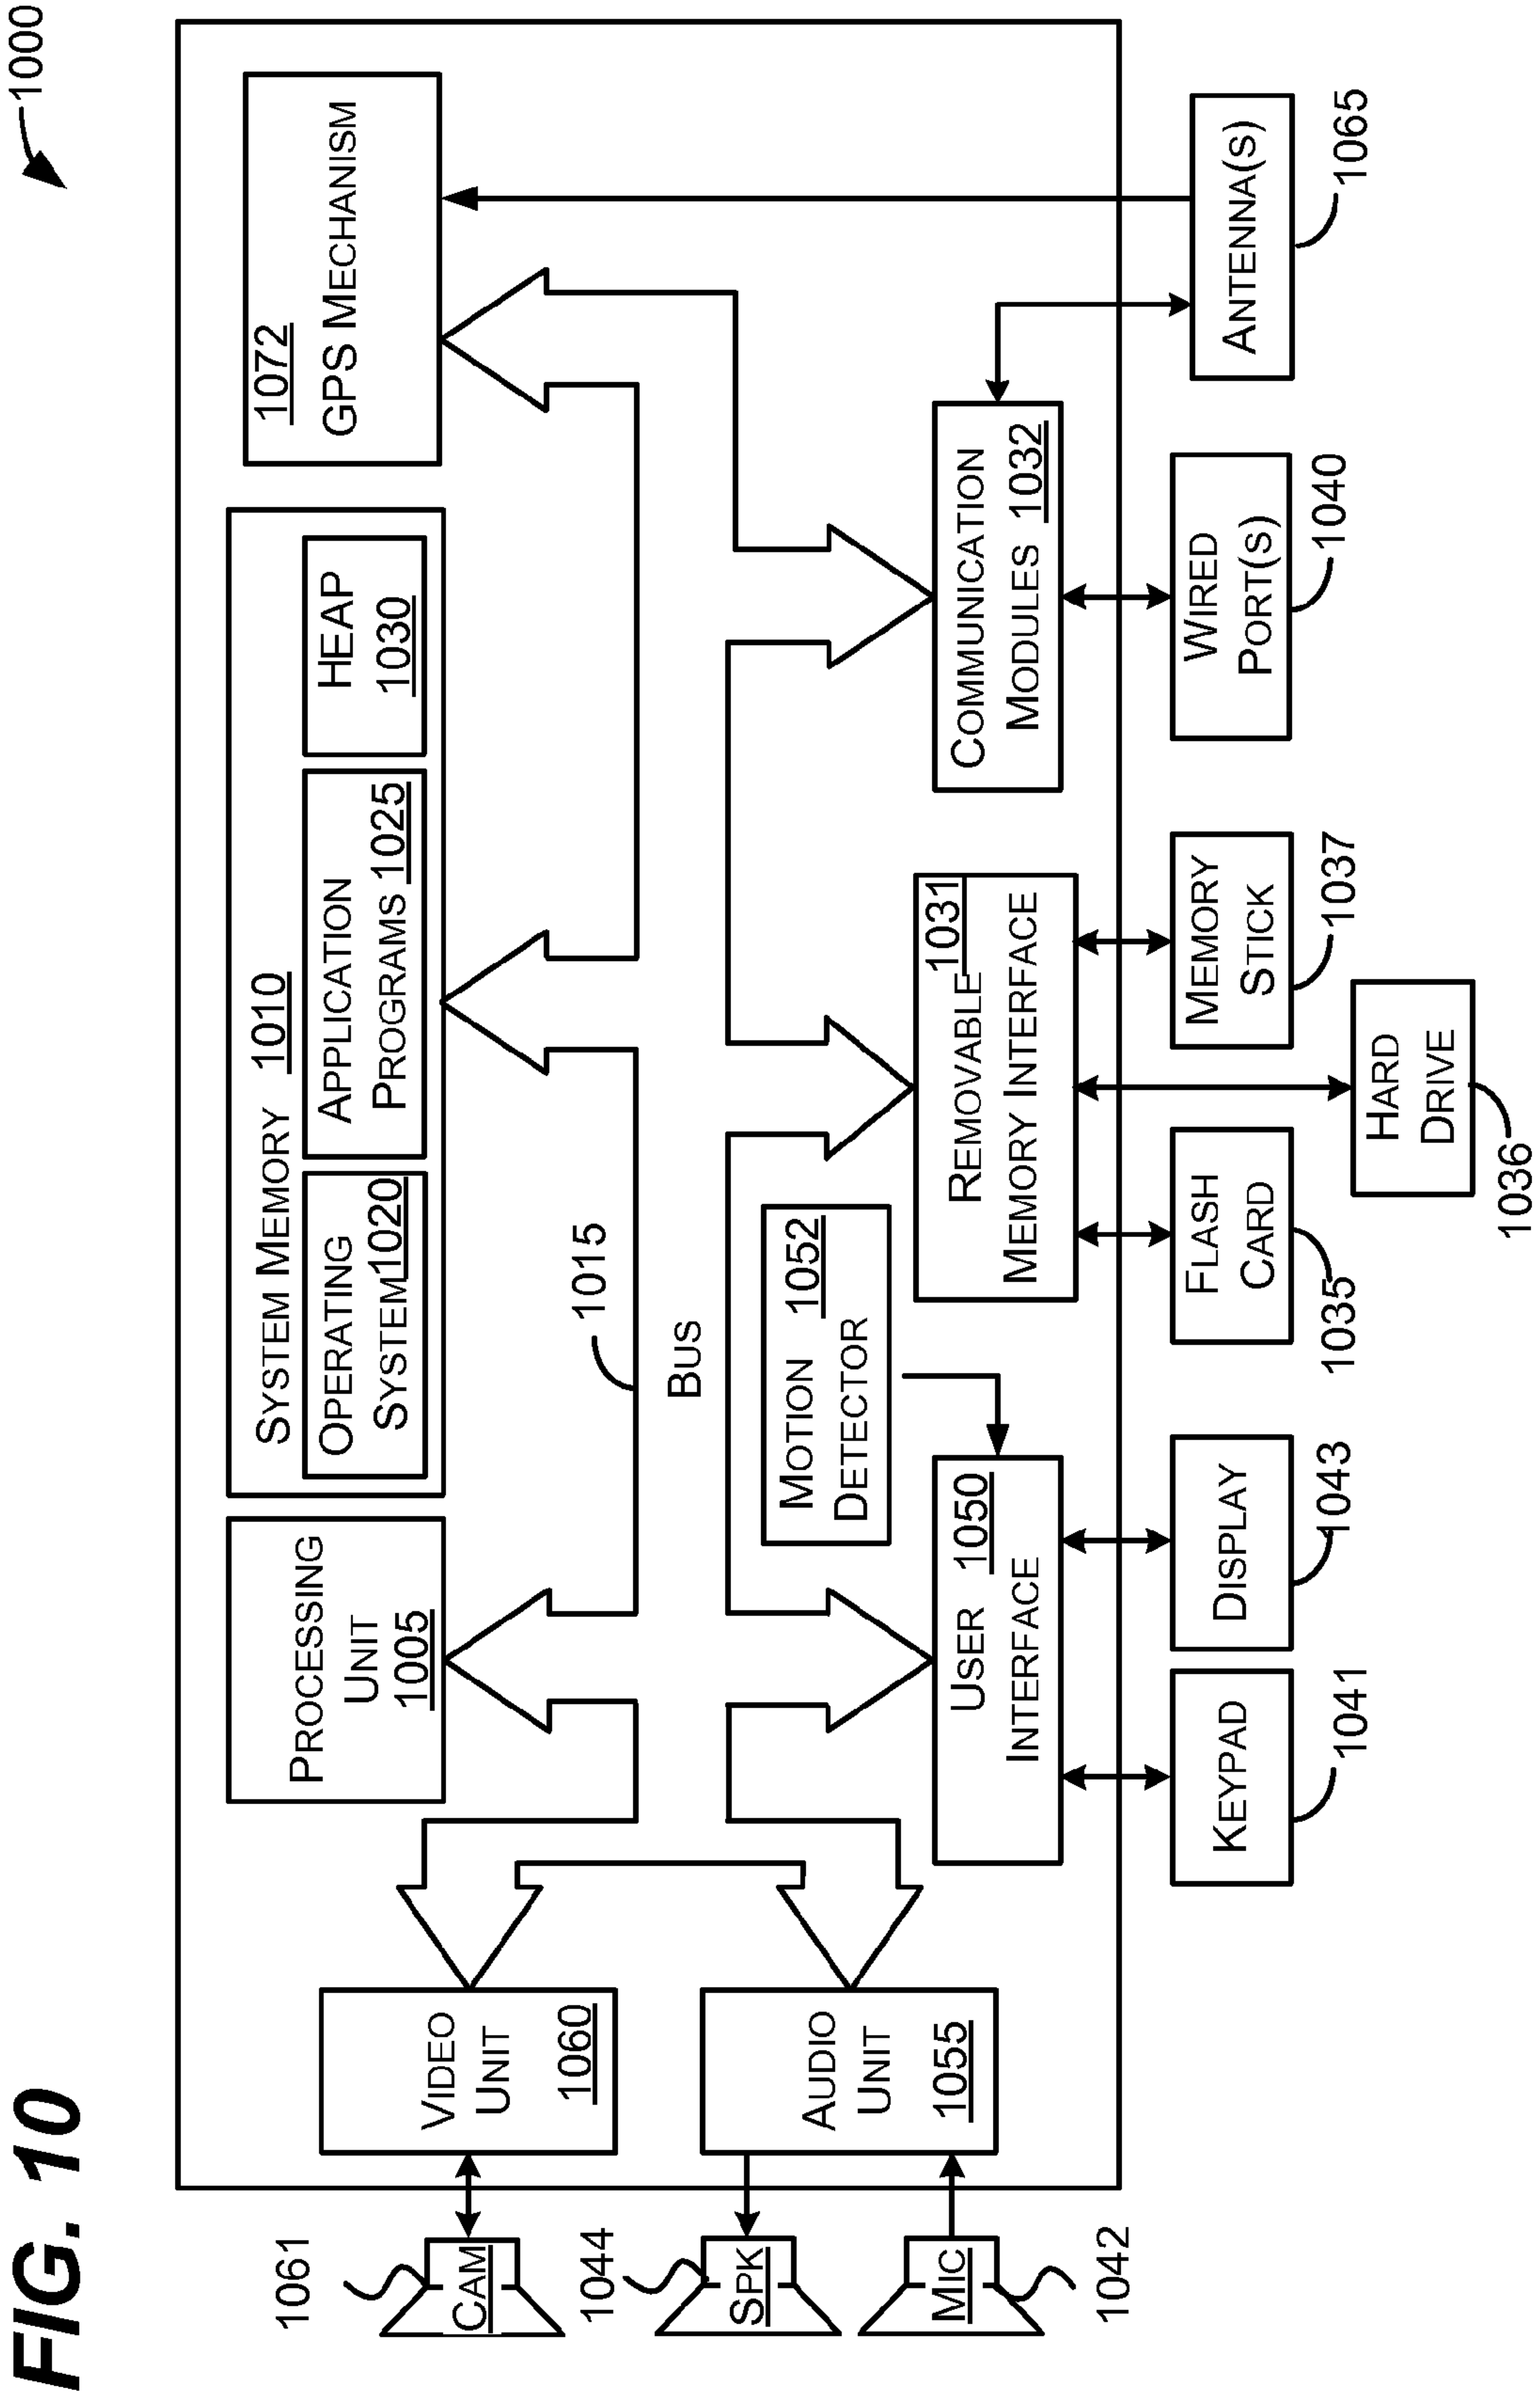 FIG. 10
1000
PROCESSING
UNIT
1005
SYSTEM MEMORY 1010
OPERATING
SYSTEM 1020
APPLICATION
PROGRAMS 1025
HEAP
1030
1072
GPS MECHANISM
1015
BUS
VIDEO
UNIT
1060
AUDIO
UNIT
1055
1061
CAM
1044
SPK
MIC
1042
MOTION 1052
DETECTOR
USER 1050
INTERFACE
1031
REMOVABLE
MEMORY INTERFACE
COMMUNICATION
MODULES 1032
KEYPAD
1041
DISPLAY
1043
FLASH
CARD
1035
HARD
DRIVE
1036
MEMORY
STICK
1037
WIRED
PORT(S)
1040
ANTENNA(S)
1065